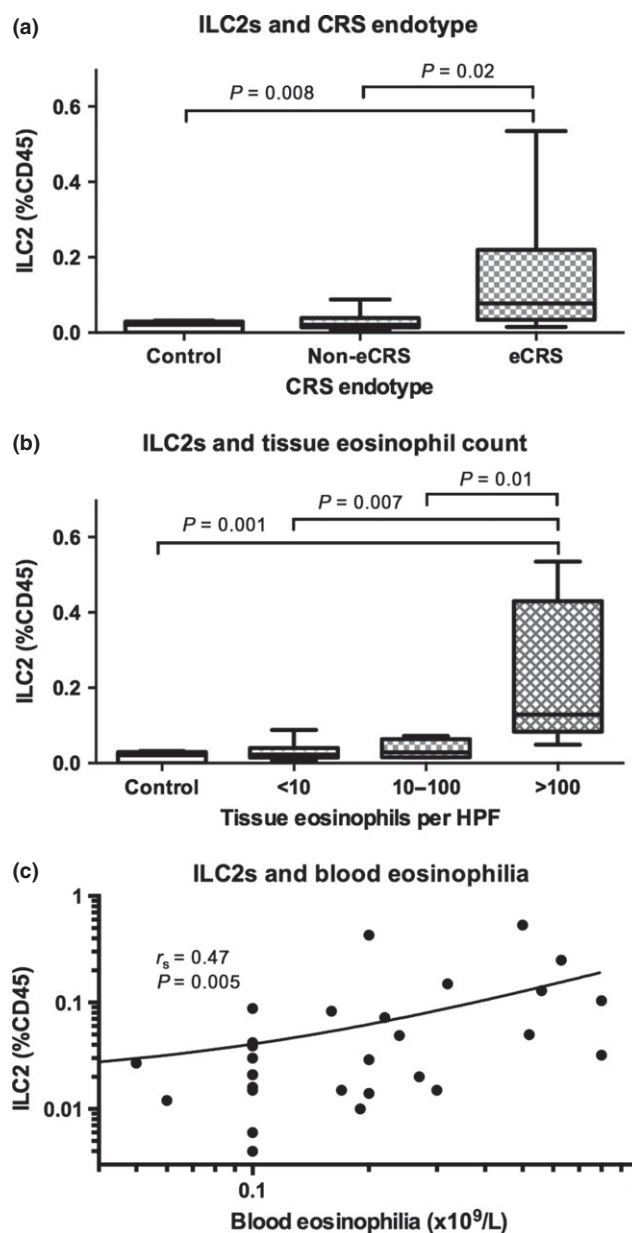 (a)
ILC2s and CRS endotype
P = 0.02
P = 0.008
0.6
0.4
0.2
0.0
ILC2 (%CD45)
Control Non-eCRS eCRS
CRS endotype
(b)
ILC2s and tissue eosinophil count
P = 0.01
P = 0.007
P = 0.001
0.6
0.4
0.2
0.0
ILC2 (%CD45)
Control <10 10–100 >100
Tissue eosinophils per HPF
(c)
ILC2s and blood eosinophilia
1
0.1
0.01
ILC2 (%CD45)
rₛ = 0.47
P = 0.005
0.1
Blood eosinophilia (x10⁹/L)